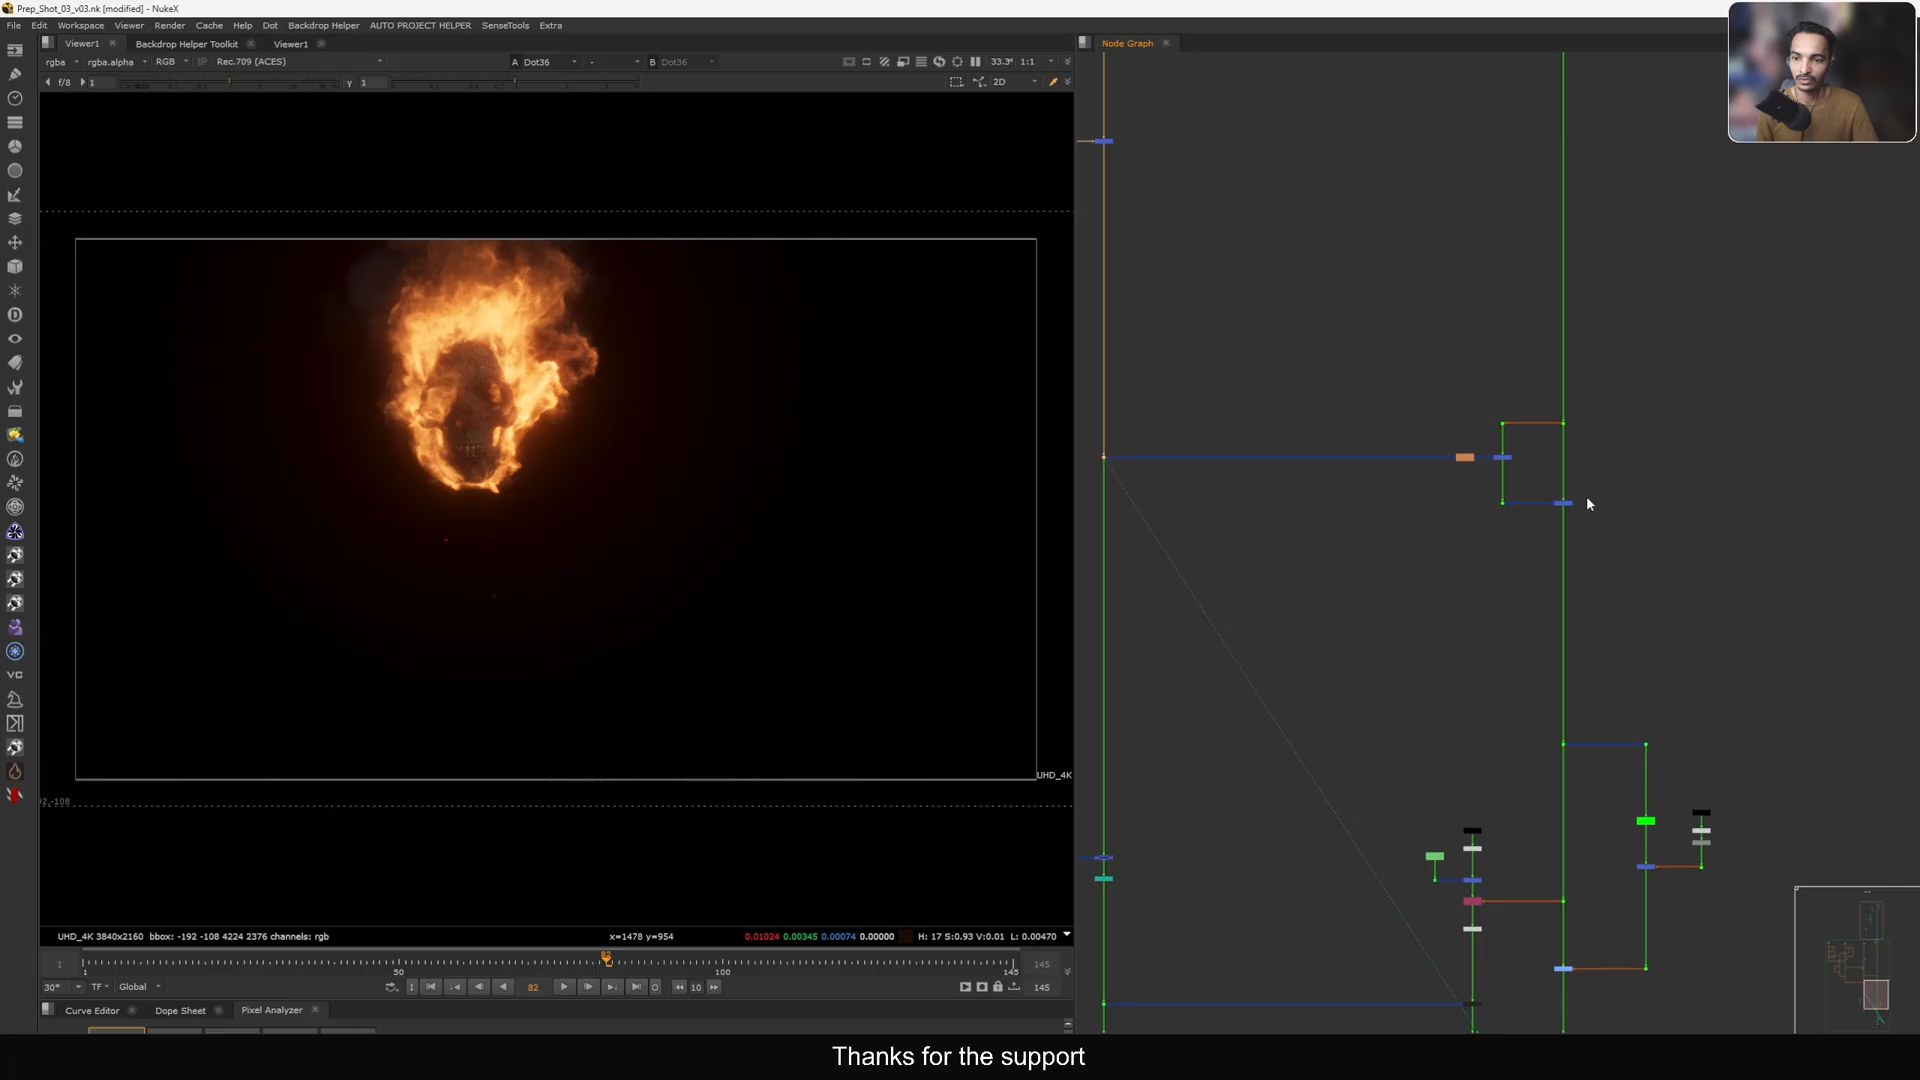 Prep_Shot_03_v03.nk [modified] - NukeX
File Edit Workspace Viewer Render Cache Help Dot Backdrop Helper AUTO PROJECT HELPER SenseTools Extra
Viewer1 Backdrop Helper Toolkit Viewer1
Node Graph
rgba rgba.alpha RGB IP Rec.709 (ACES) A Dot36 - B Dot36 33.3 1:1
f/8 1 Y 1 2D
UHD_4K
UHD_4K 3840x2160 bbox: -192 -108 4224 2376 channels: rgb x=1478 y=954 0.01024 0.00345 0.00074 0.00000 H: 17 S:0.93 V:0.01 L: 0.00470
1 82 145
1 50 100 145
30* TF Global 82 10 145
Curve Editor Dope Sheet Pixel Analyzer
Thanks for the support